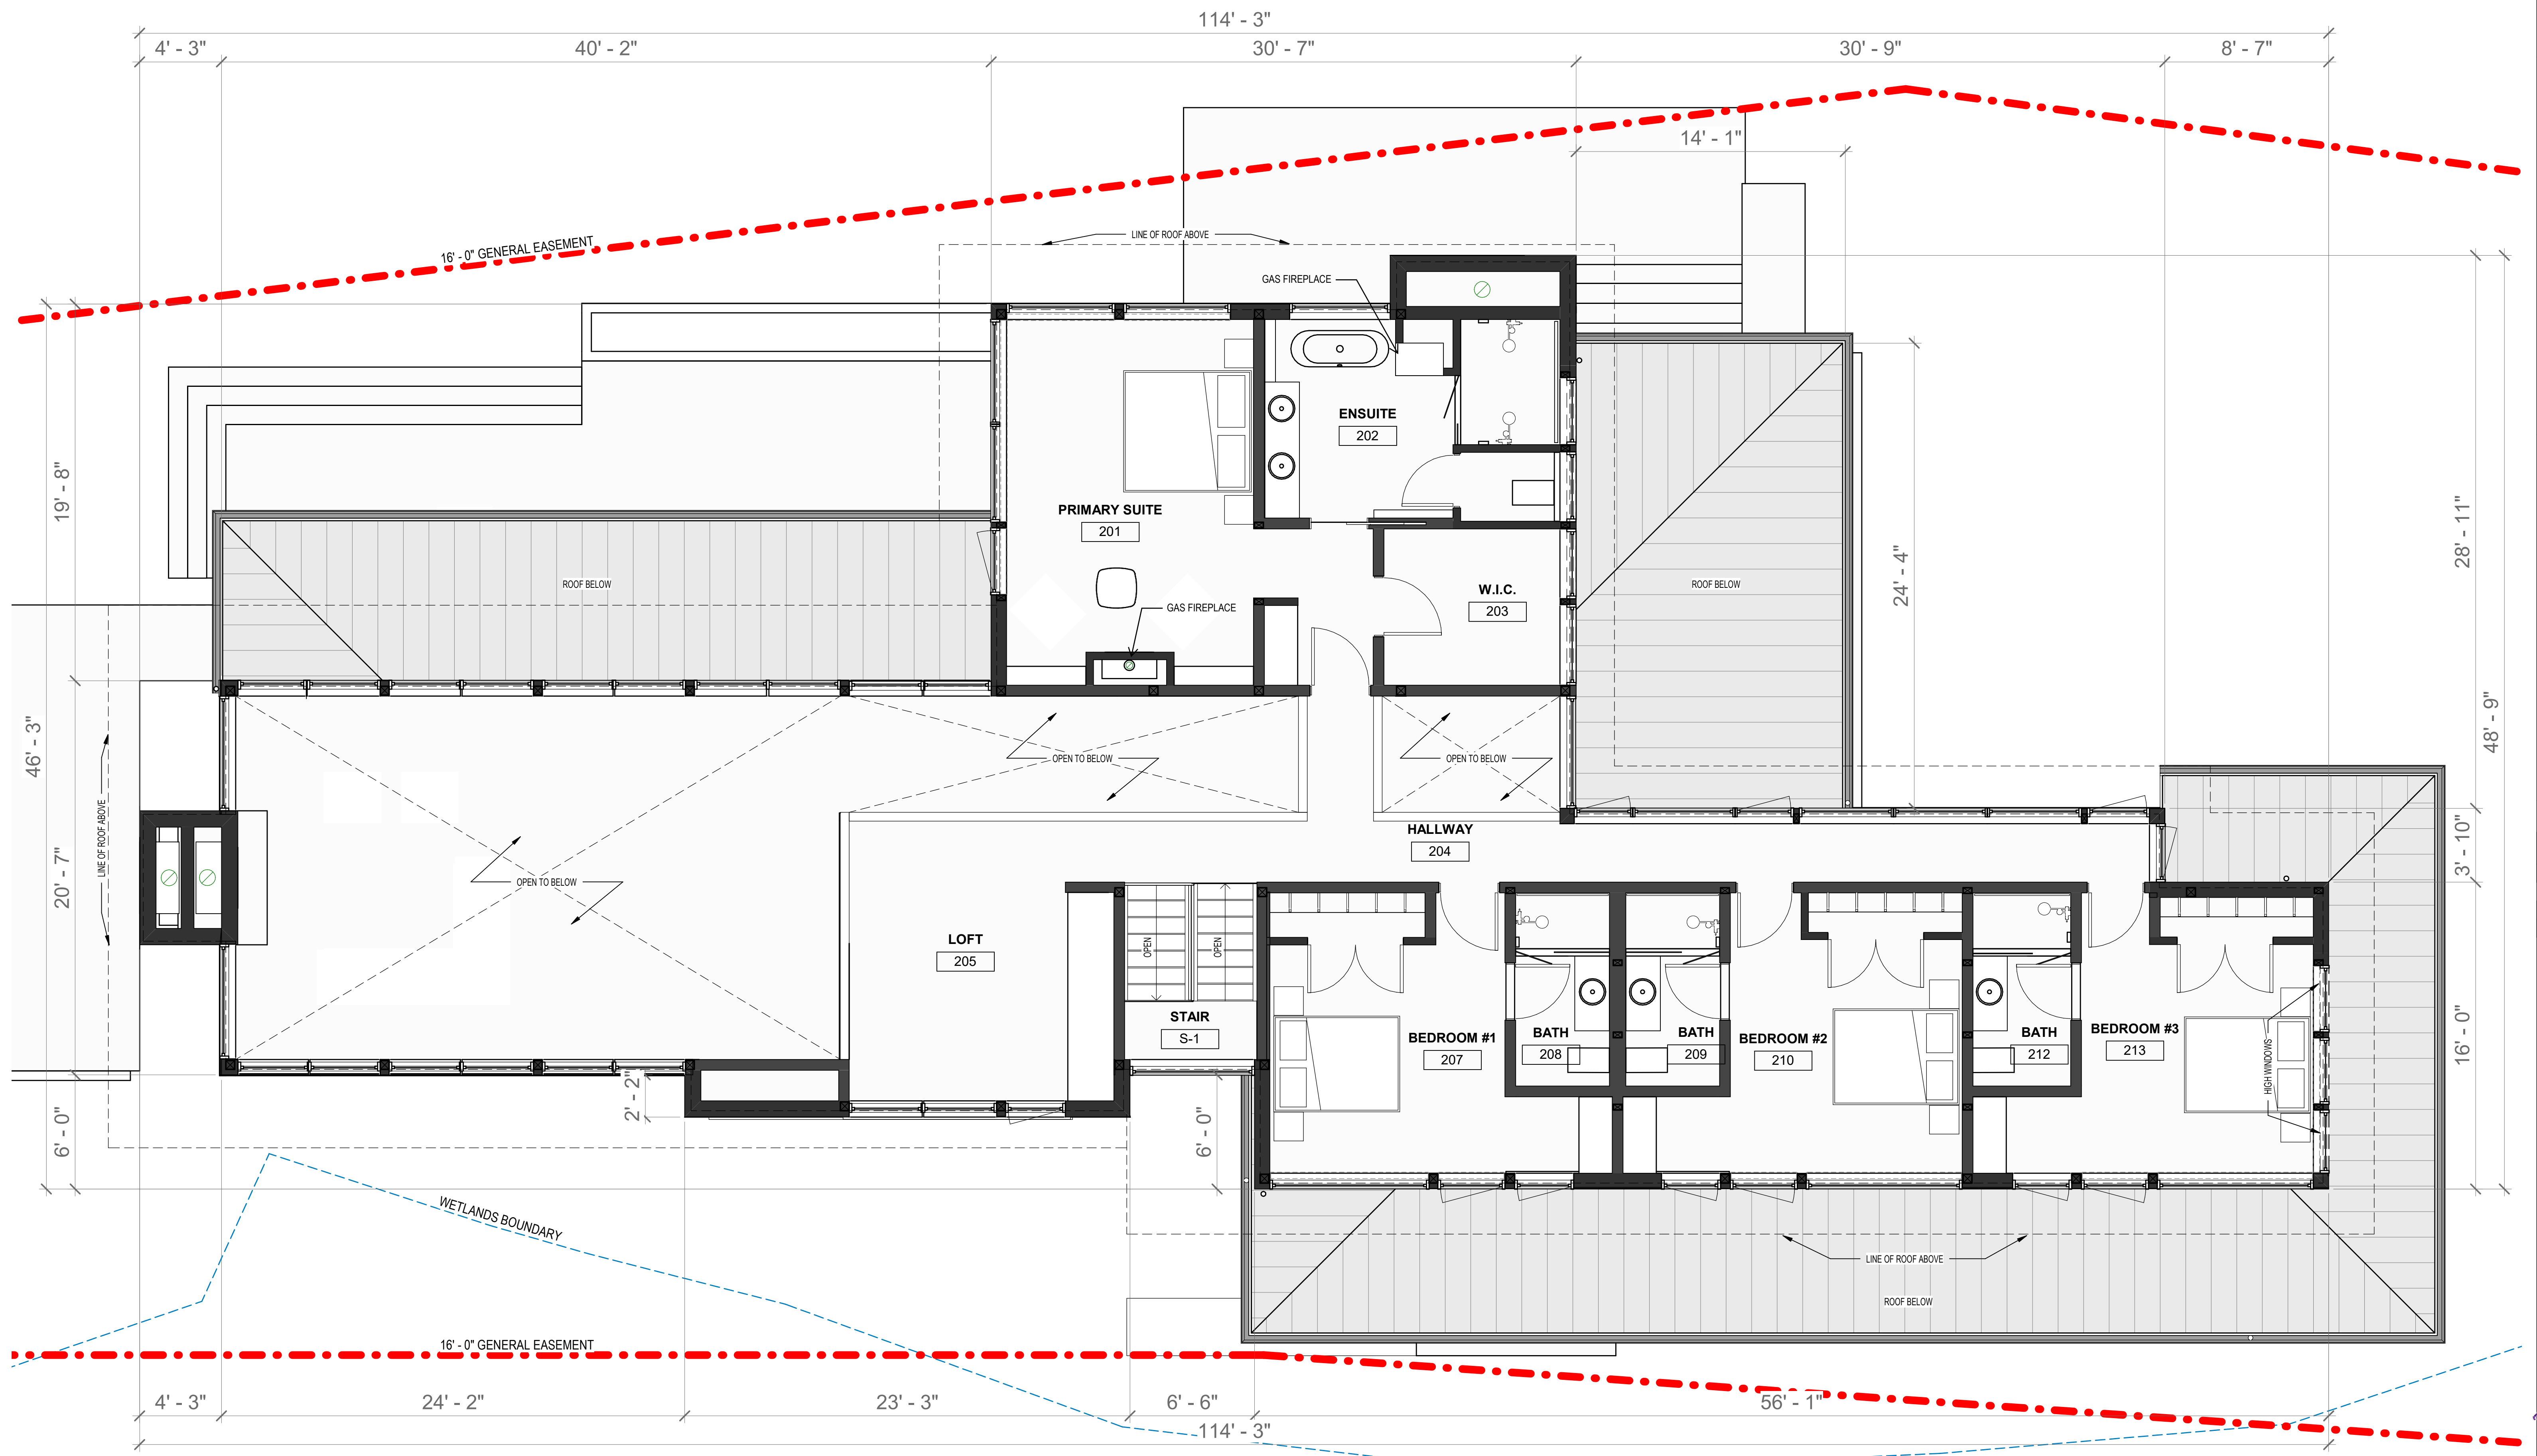 114' - 3"
4' - 3"
40' - 2"
30' - 7"
30' - 9"
8' - 7"
14' - 1"
16' - 0" GENERAL EASEMENT
LINE OF ROOF ABOVE
GAS FIREPLACE
ENSUITE
202
19' - 8"
28' - 11"
PRIMARY SUITE
201
24' - 4"
ROOF BELOW
ROOF BELOW
W.I.C.
203
GAS FIREPLACE
46' - 3"
48' - 9"
OPEN TO BELOW
OPEN TO BELOW
LINE OF ROOF ABOVE
HALLWAY
204
3' - 10"
20' - 7"
OPEN TO BELOW
LOFT
205
OPEN
OPEN
STAIR
S-1
BEDROOM #1
207
BATH
208
BATH
209
BEDROOM #2
210
BATH
212
BEDROOM #3
213
HIGH WINDOWS
16' - 0"
2' - 2"
6' - 0"
6' - 0"
WETLANDS BOUNDARY
LINE OF ROOF ABOVE
ROOF BELOW
16' - 0" GENERAL EASEMENT
4' - 3"
24' - 2"
23' - 3"
6' - 6"
56' - 1"
114' - 3"